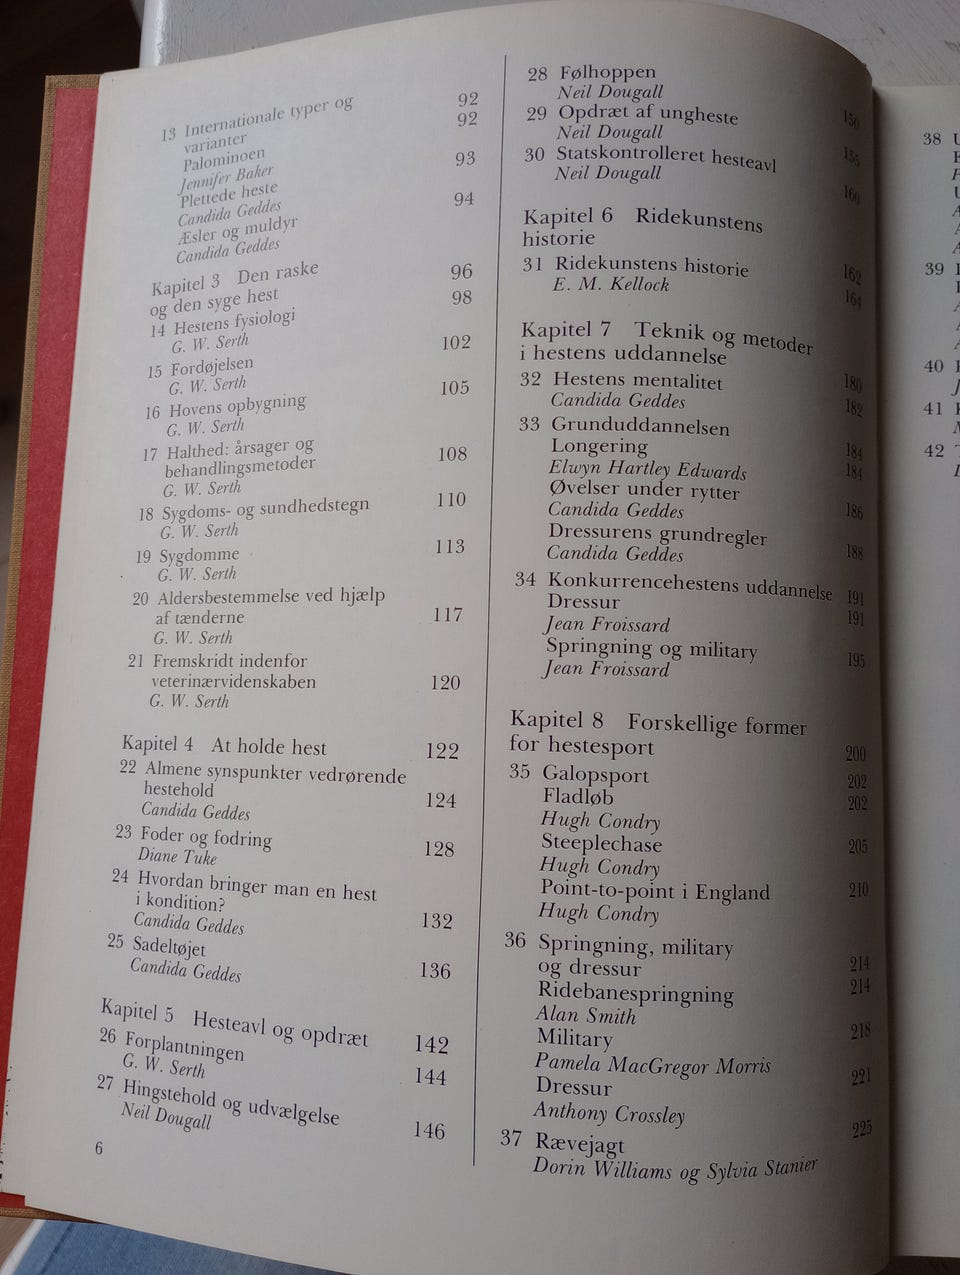 13 Internationale typer og 92
varianter 92
Palominoen
Jennifer Baker 93
Plettede heste
Candida Geddes 94
Æsler og muldyr
Candida Geddes
Kapitel 3 Den raske
og den syge hest 96
14 Hestens fysiologi 98
G. W. Serth
15 Fordøjelsen 102
G. W. Serth
16 Hovens opbygning 105
G. W. Serth
17 Halthed: årsager og
behandlingsmetoder 108
G. W. Serth
18 Sygdoms- og sundhedstegn 110
G. W. Serth
19 Sygdomme 113
G. W. Serth
20 Aldersbestemmelse ved hjælp
af tænderne 117
G. W. Serth
21 Fremskridt indenfor
veterinærvidenskaben 120
G. W. Serth
Kapitel 4 At holde hest 122
22 Almene synspunkter vedrørende
hestehold 124
Candida Geddes
23 Foder og fodring 128
Diane Tuke
24 Hvordan bringer man en hest
i kondition? 132
Candida Geddes
25 Sadeltøjet 136
Candida Geddes
Kapitel 5 Hesteavl og opdræt 142
26 Forplantningen 144
G. W. Serth
27 Hingstehold og udvælgelse 146
Neil Dougall
6
28 Følhoppen 150
Neil Dougall
29 Opdræt af ungheste 155
Neil Dougall
30 Statskontrolleret hesteavl 160
Neil Dougall
Kapitel 6 Ridekunstens
historie 162
31 Ridekunstens historie 164
E. M. Kellock
Kapitel 7 Teknik og metoder
i hestens uddannelse 180
32 Hestens mentalitet 182
Candida Geddes
33 Grunduddannelsen 184
Longering 184
Elwyn Hartley Edwards
Øvelser under rytter 186
Candida Geddes
Dressurens grundregler 188
Candida Geddes
34 Konkurrencehestens uddannelse 191
Dressur 191
Jean Froissard
Springning og military 195
Jean Froissard
Kapitel 8 Forskellige former
for hestesport 200
35 Galopsport 202
Fladløb 202
Hugh Condry
Steeplechase 205
Hugh Condry
Point-to-point i England 210
Hugh Condry
36 Springning, military
og dressur 214
Ridebanespringning 214
Alan Smith
Military 218
Pamela MacGregor Morris
Dressur 221
Anthony Crossley
37 Rævejagt 225
Dorin Williams og Sylvia Stanier
38
39
40
41
42